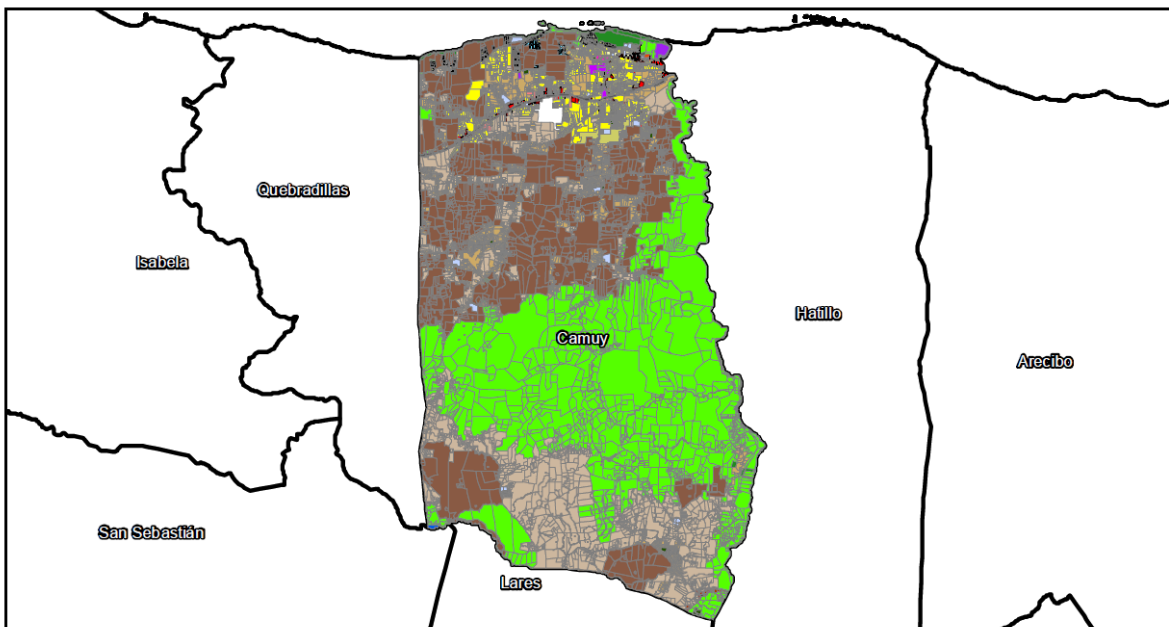 Quebradillas
Isabela
Hatillo
Camuy
Arecibo
San Sebastián
Lares